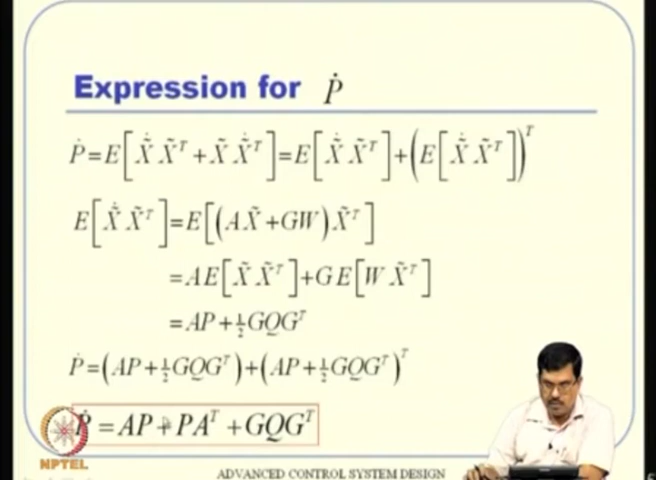 Expression for Ṗ
Ṗ=E[X̃̇ X̃ᵀ+X̃ X̃̇ᵀ]=E[X̃̇ X̃ᵀ]+(E[X̃̇ X̃ᵀ])ᵀ
E[X̃̇ X̃ᵀ]=E[(AX̃+GW)X̃ᵀ]
=AE[X̃ X̃ᵀ]+GE[W X̃ᵀ]
=AP+½GQGᵀ
Ṗ=(AP+½GQGᵀ)+(AP+½GQGᵀ)ᵀ
Ṗ = AP+PAᵀ+GQGᵀ
NPTEL
ADVANCED CONTROL SYSTEM DESIGN
5